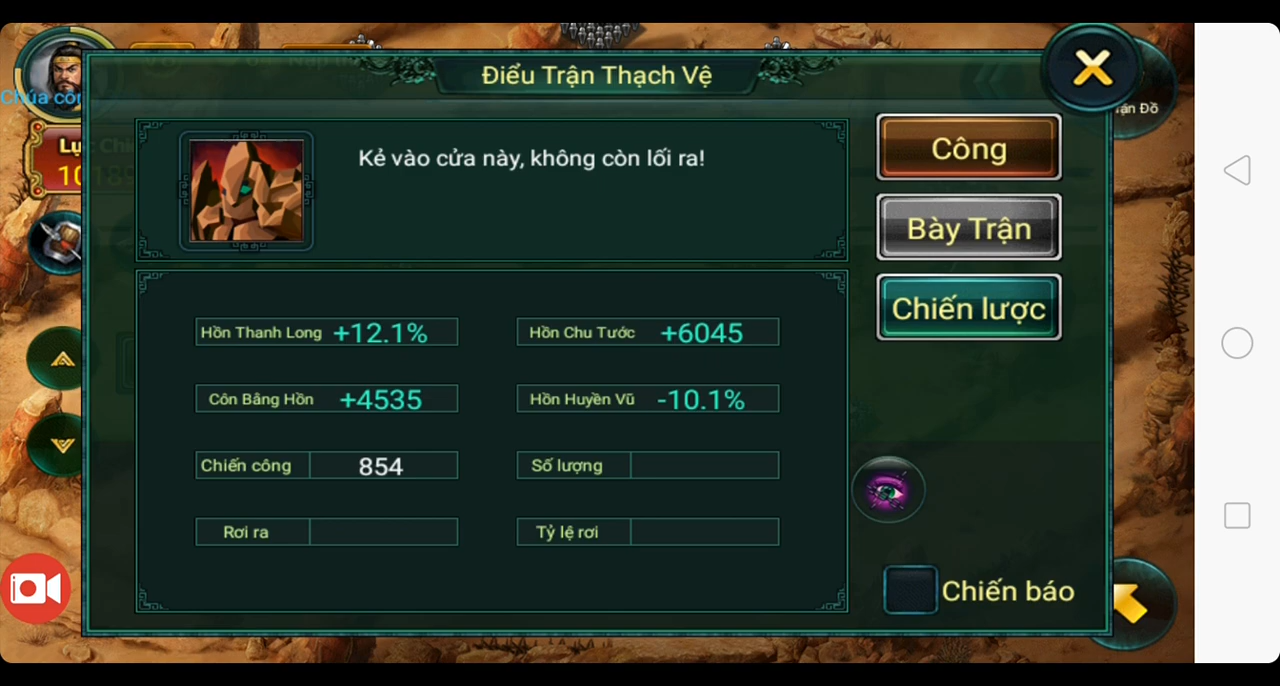 Điểu Trận Thạch Vệ
Chúa
Kẻ vào cửa này, không còn lối ra!
Công
Bày Trận
Chiến lược
Hồn Thanh Long +12.1%
Hồn Chu Tước +6045
Côn Bằng Hồn +4535
Hồn Huyền Vũ -10.1%
Chiến công 854
Số lượng
Rơi ra
Tỷ lệ rơi
Chiến báo